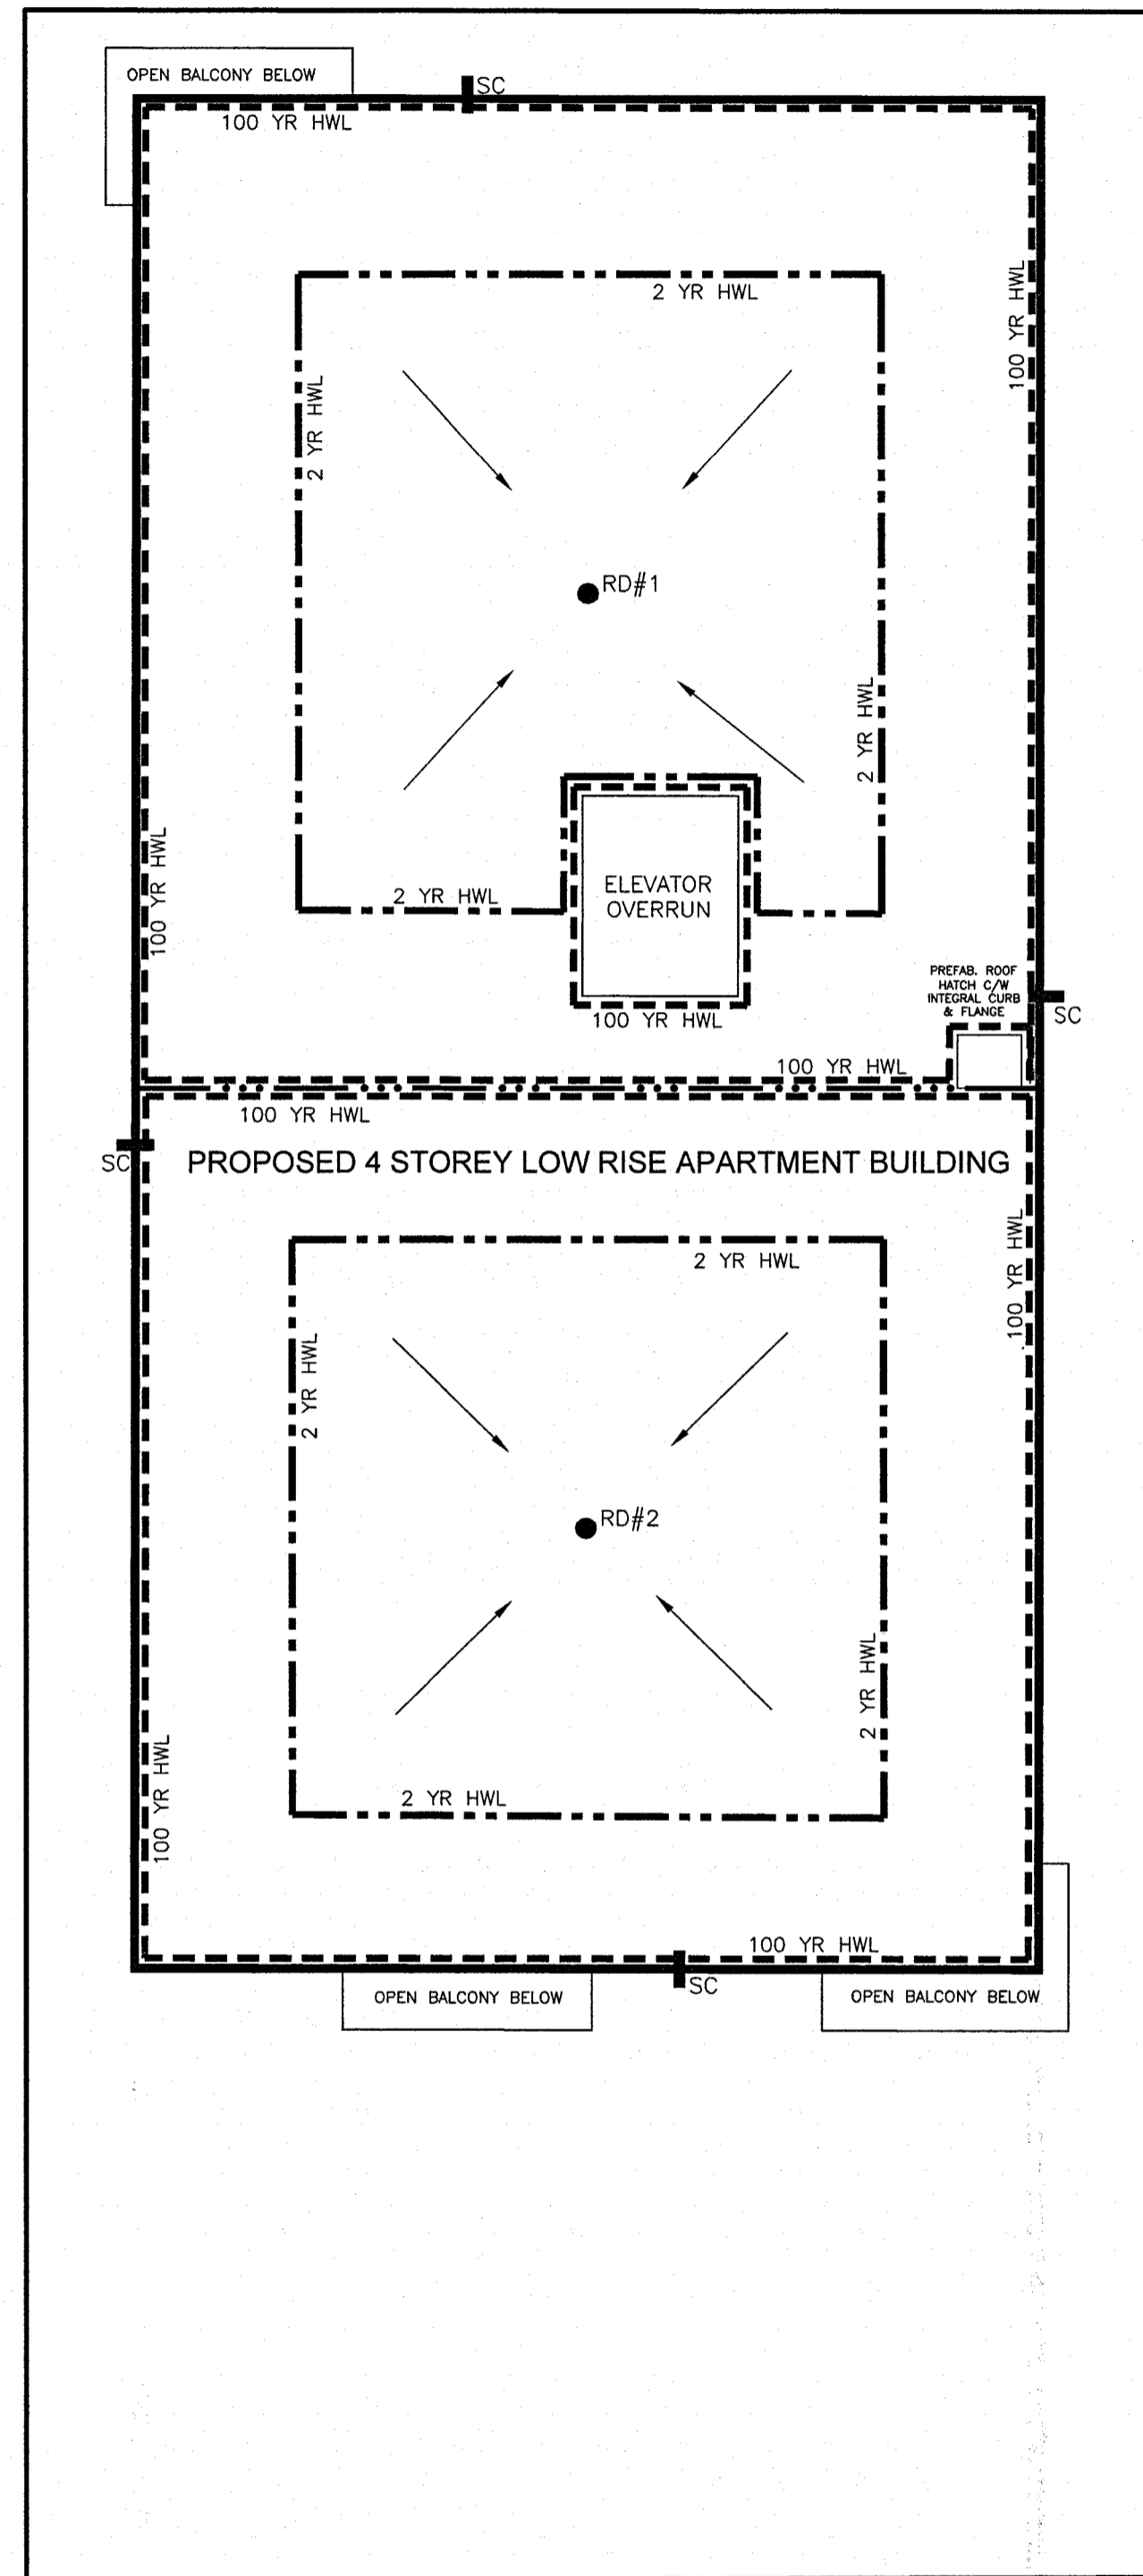 OPEN BALCONY BELOW
SC
100 YR HWL
2 YR HWL
100 YR HWL
2 YR HWL
RD#1
2 YR HWL
100 YR HWL
2 YR HWL
ELEVATOR
OVERRUN
PREFAB. ROOF
HATCH C/W
INTEGRAL CURB
& FLANGE
SC
100 YR HWL
100 YR HWL
100 YR HWL
SC
PROPOSED 4 STOREY LOW RISE APARTMENT BUILDING
100 YR HWL
2 YR HWL
2 YR HWL
RD#2
2 YR HWL
100 YR HWL
2 YR HWL
100 YR HWL
SC
OPEN BALCONY BELOW
OPEN BALCONY BELOW